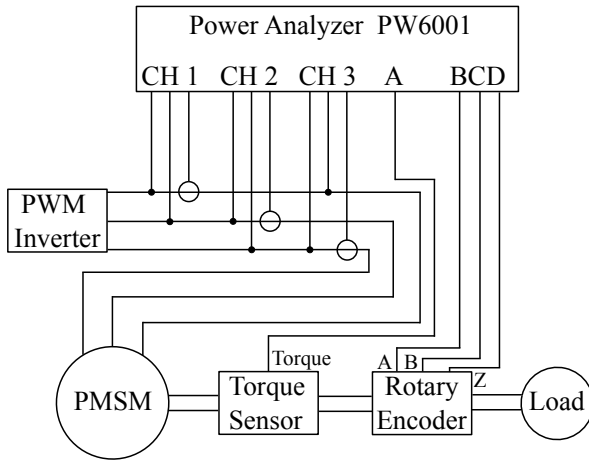 Power Analyzer PW6001
CH 1 CH 2 CH 3 A BCD
PWM
Inverter
Torque
A B Z
PMSM
Torque
Sensor
Rotary
Encoder
Load